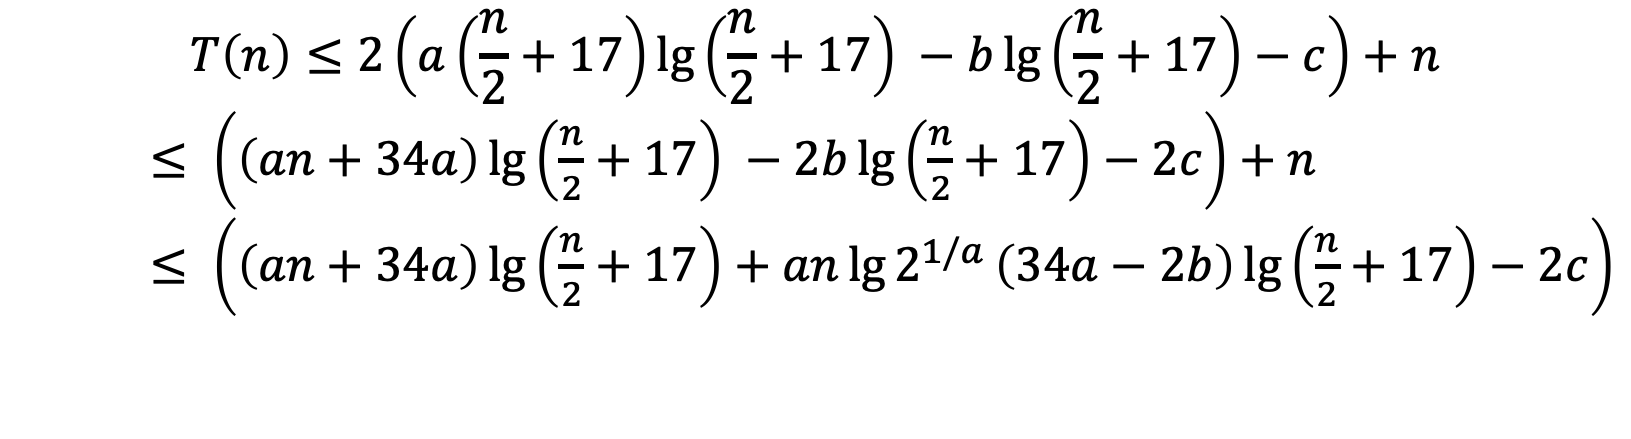 T(n) ≤ 2 ( a ( n/2 + 17 ) lg ( n/2 + 17 ) − b lg ( n/2 + 17 ) − c ) + n
≤ ( (an + 34a) lg ( n/2 + 17 ) − 2b lg ( n/2 + 17 ) − 2c ) + n
≤ ( (an + 34a) lg ( n/2 + 17 ) + an lg 2^{1/a} (34a − 2b) lg ( n/2 + 17 ) − 2c )